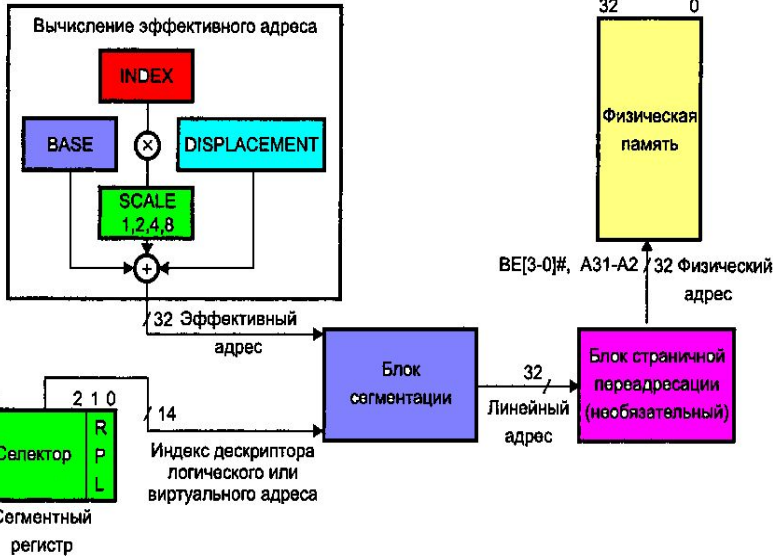 Вычисление эффективного адреса
INDEX
BASE
×
DISPLACEMENT
SCALE
1,2,4,8
+
32 Эффективный
адрес
2 1 0
14
Селектор
R
P
L
Сегментный
регистр
Индекс дескриптора
логического или
виртуального адреса
Блок
сегментации
32
Линейный
адрес
Блок страничной
переадресации
(необязательный)
BE[3-0]#, A31-A2
32 Физический
адрес
32 0
Физическая
память